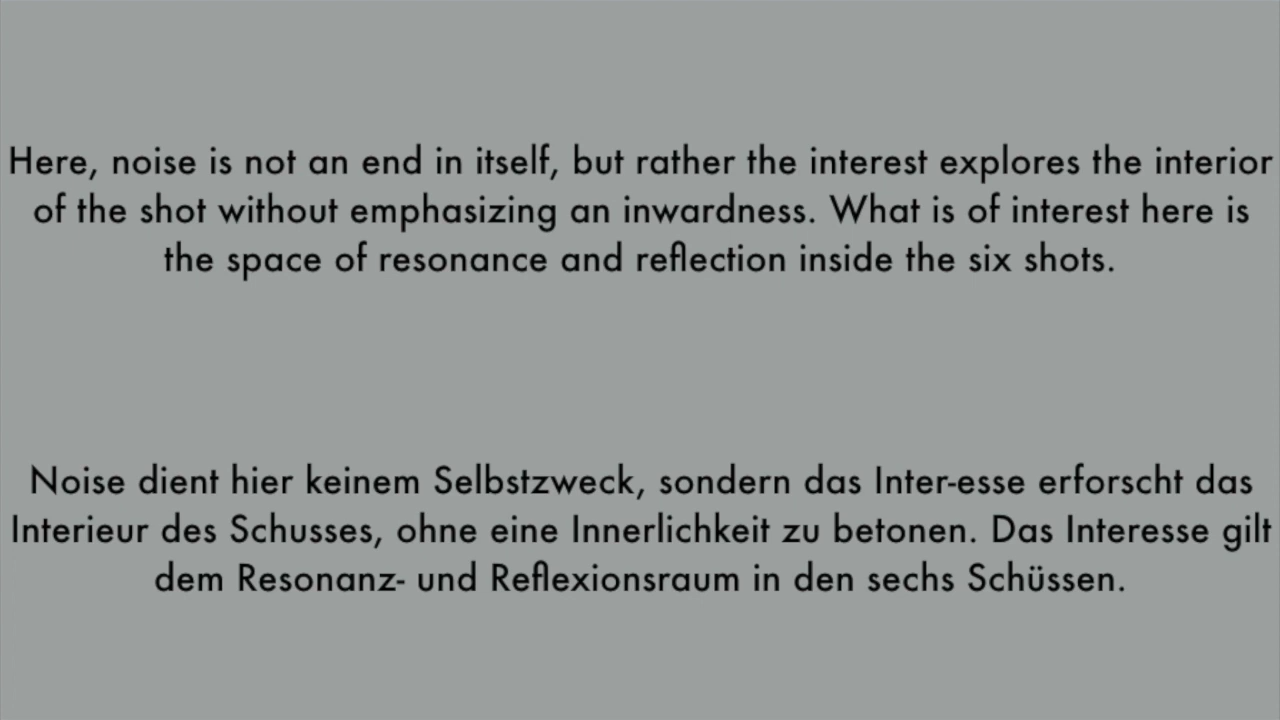 Here, noise is not an end in itself, but rather the interest explores the interior
of the shot without emphasizing an inwardness. What is of interest here is
the space of resonance and reflection inside the six shots.
Noise dient hier keinem Selbstzweck, sondern das Inter-esse erforscht das
Interieur des Schusses, ohne eine Innerlichkeit zu betonen. Das Interesse gilt
dem Resonanz- und Reflexionsraum in den sechs Schüssen.